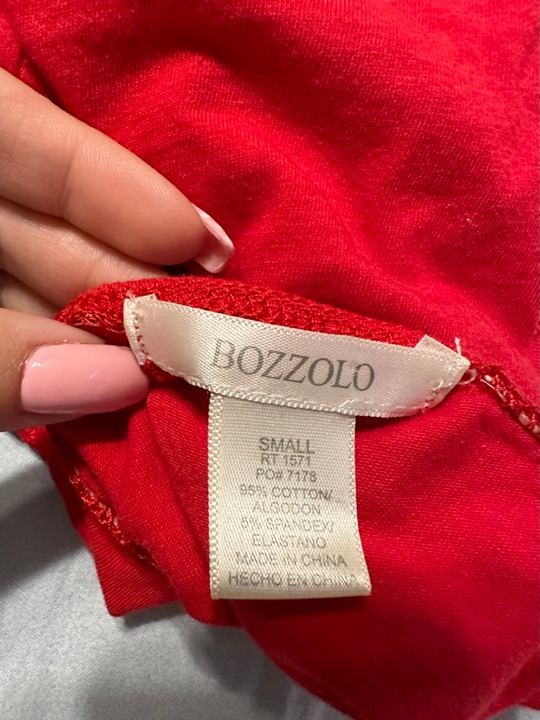 BOZZOLO
SMALL
RT 1571
PO# 7178
95% COTTON/
ALGODON
5% SPANDEX/
ELASTANO
MADE IN CHINA
HECHO EN CHINA